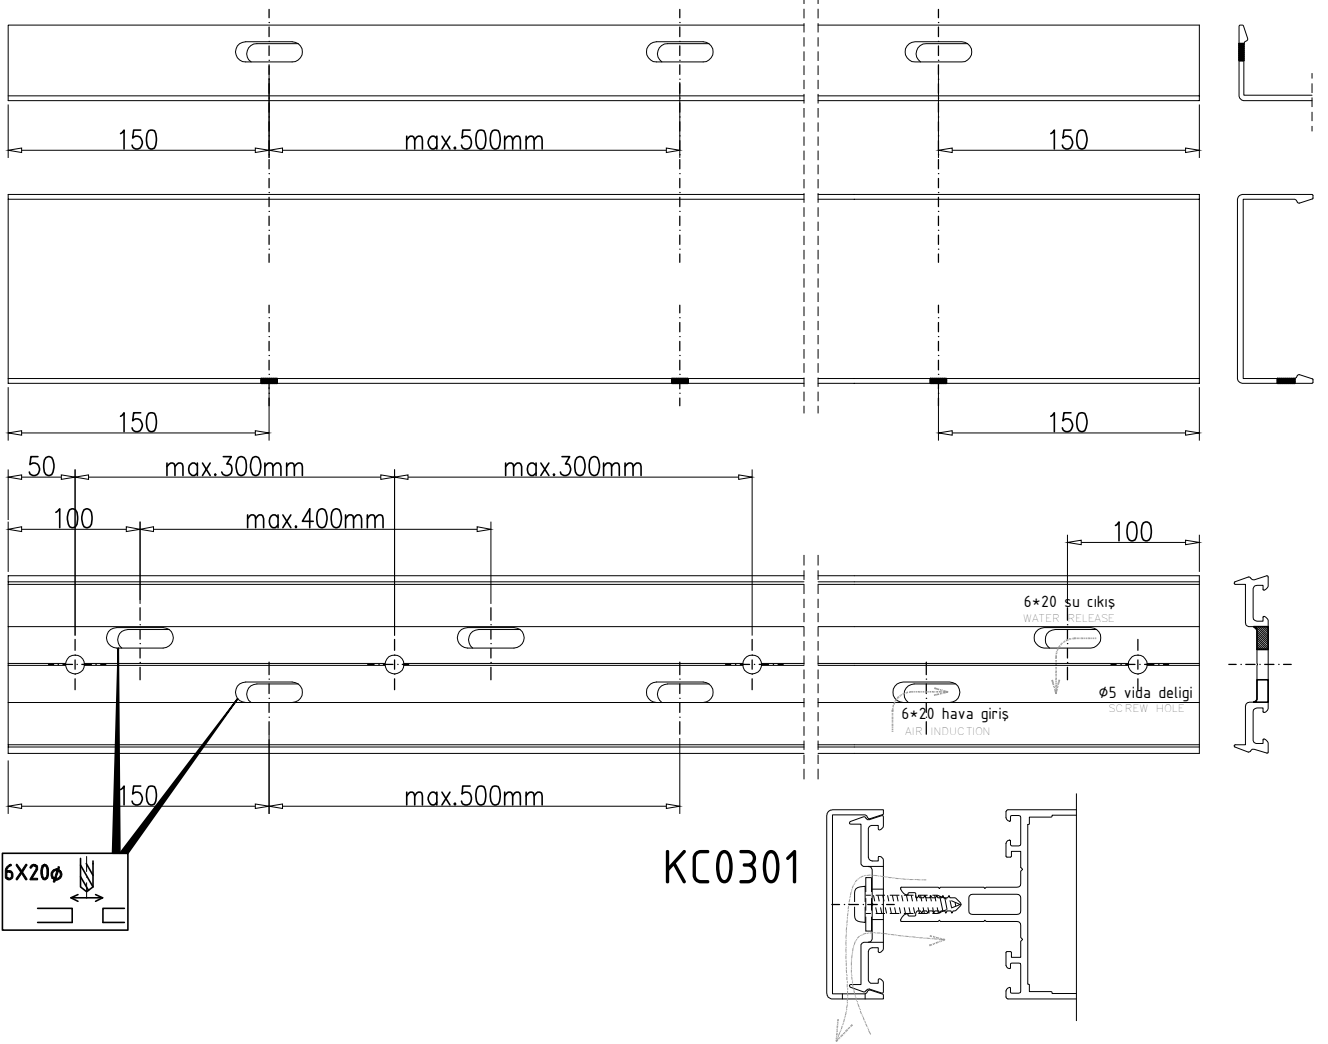 150
max.500mm
150
150
150
50
max.300mm
max.300mm
100
max.400mm
100
6*20 su cıkış
WATER RELEASE
Ø5 vida deligi
SCREW HOLE
6*20 hava giriş
AIR INDUCTION
150
max.500mm
6X20ø
KC0301